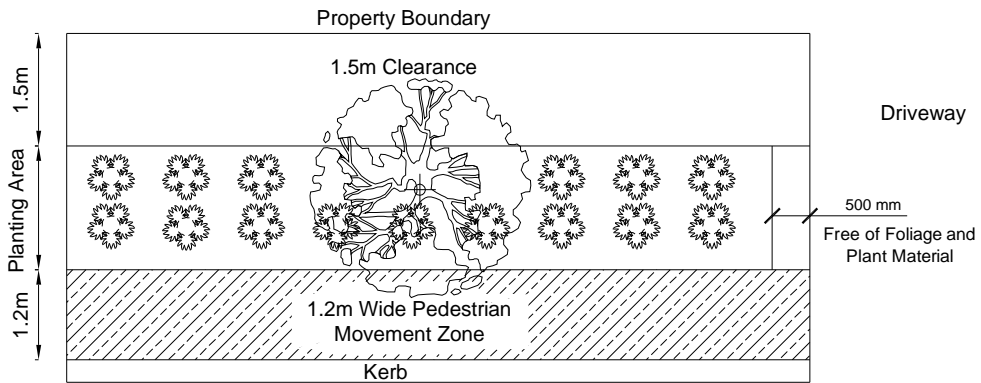 Property Boundary
1.5m Clearance
1.5m
Driveway
Planting Area
500 mm
Free of Foliage and
Plant Material
1.2m
1.2m Wide Pedestrian
Movement Zone
Kerb